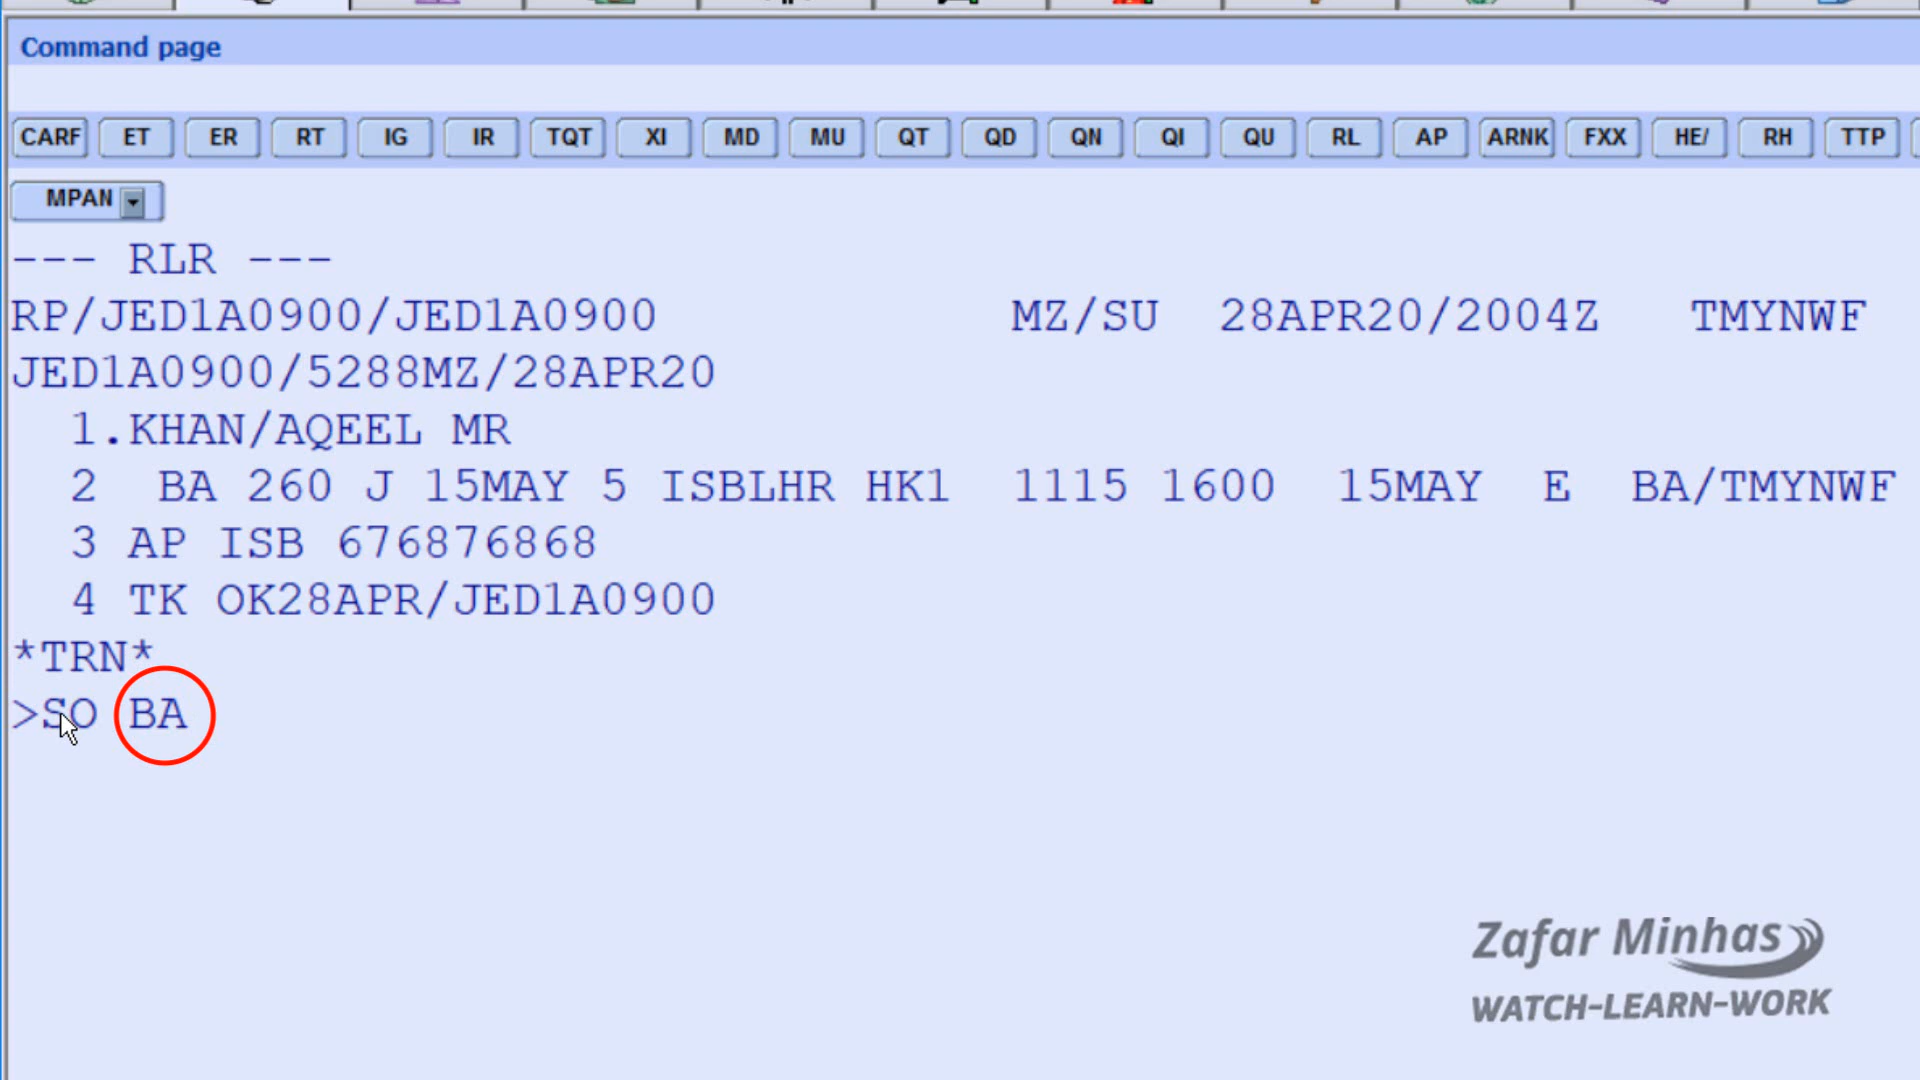 Command page
CARF ET ER RT IG IR TQT XI MD MU QT QD QN QI QU RL AP ARNK FXX HE/ RH TTP
MPAN
--- RLR ---
RP/JED1A0900/JED1A0900 MZ/SU 28APR20/2004Z TMYNWF
JED1A0900/5288MZ/28APR20
1.KHAN/AQEEL MR
2 BA 260 J 15MAY 5 ISBLHR HK1 1115 1600 15MAY E BA/TMYNWF
3 AP ISB 676876868
4 TK OK28APR/JED1A0900
*TRN*
>SO BA
Zafar Minhas
WATCH-LEARN-WORK